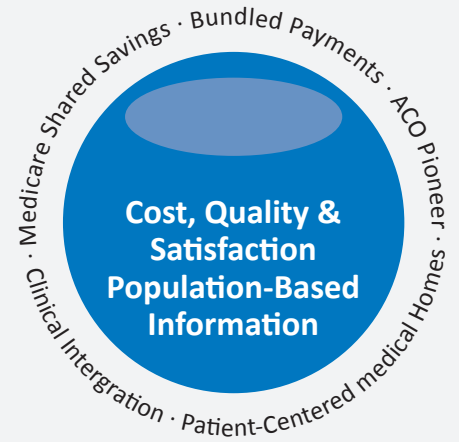 · Medicare Shared Savings · Bundled Payments · ACO Pioneer ·
Cost, Quality &
Satisfaction
Population-Based
Information
Clinical Intergration · Patient-Centered medical Homes